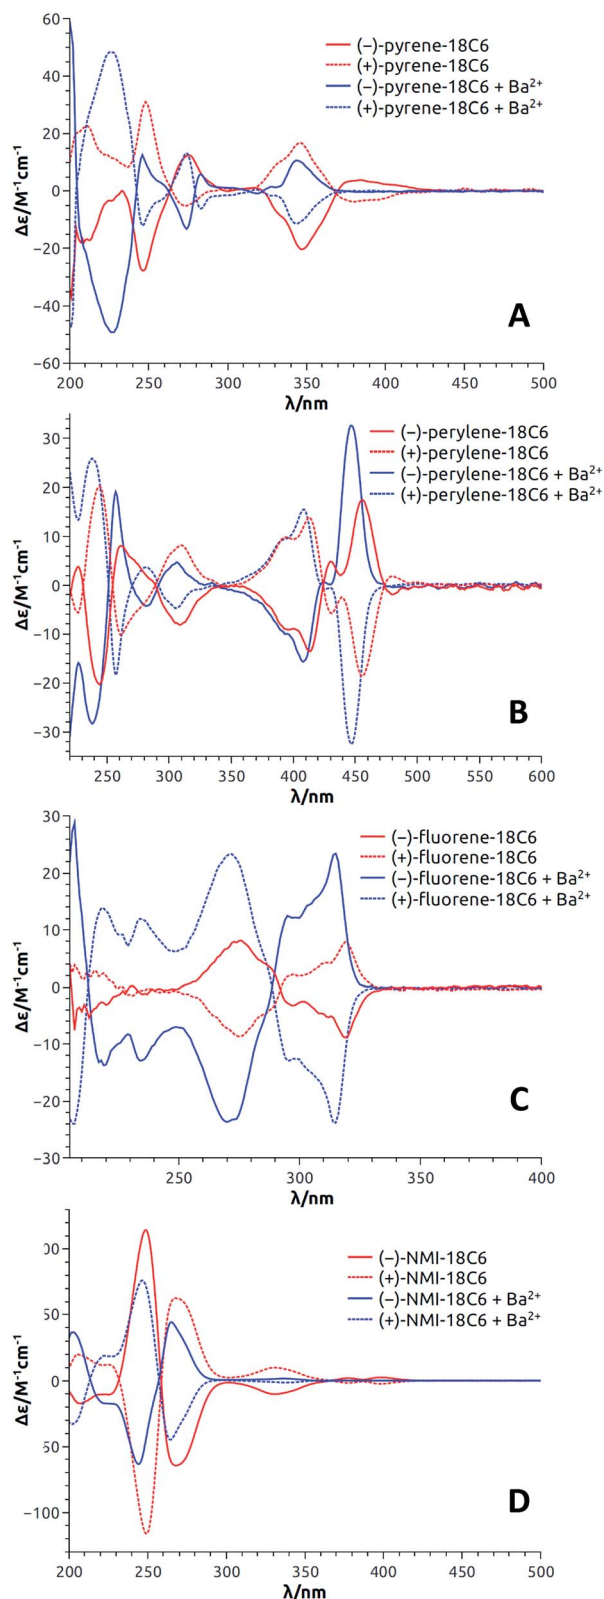 60
(−)-pyrene-18C6
(+)-pyrene-18C6
40
(−)-pyrene-18C6 + Ba²⁺
(+)-pyrene-18C6 + Ba²⁺
20
0
−20
−40
−60
Δε/M⁻¹cm⁻¹
A
200 250 300 350 400 450 500
λ/nm
30
(−)-perylene-18C6
(+)-perylene-18C6
20
(−)-perylene-18C6 + Ba²⁺
(+)-perylene-18C6 + Ba²⁺
10
0
−10
−20
−30
Δε/M⁻¹cm⁻¹
B
250 300 350 400 450 500 550 600
λ/nm
30
(−)-fluorene-18C6
(+)-fluorene-18C6
20
(−)-fluorene-18C6 + Ba²⁺
(+)-fluorene-18C6 + Ba²⁺
10
0
−10
−20
−30
Δε/M⁻¹cm⁻¹
C
250 300 350 400
λ/nm
00
(−)-NMI-18C6
(+)-NMI-18C6
(−)-NMI-18C6 + Ba²⁺
(+)-NMI-18C6 + Ba²⁺
50
0
50
−100
Δε/M⁻¹cm⁻¹
D
200 250 300 350 400 450 500
λ/nm